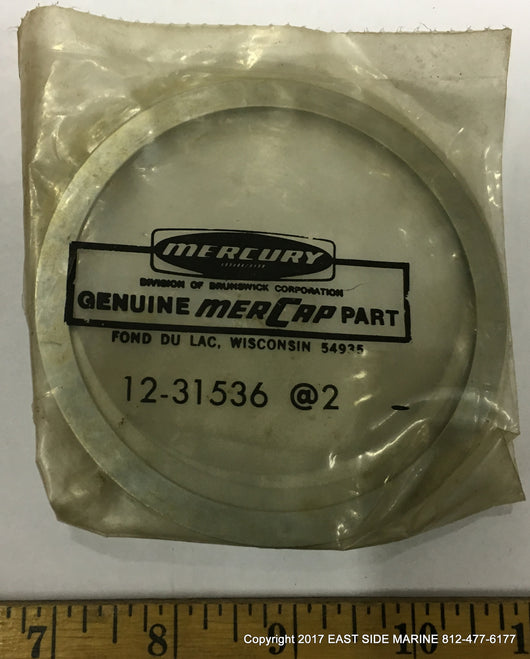 MERCURY
DIVISION OF BRUNSWICK CORPORATION
GENUINE MERCAP PART
FOND DU LAC, WISCONSIN 54935
12-31536 @2
7 8 9 10
Copyright 2017 EAST SIDE MARINE 812-477-6177